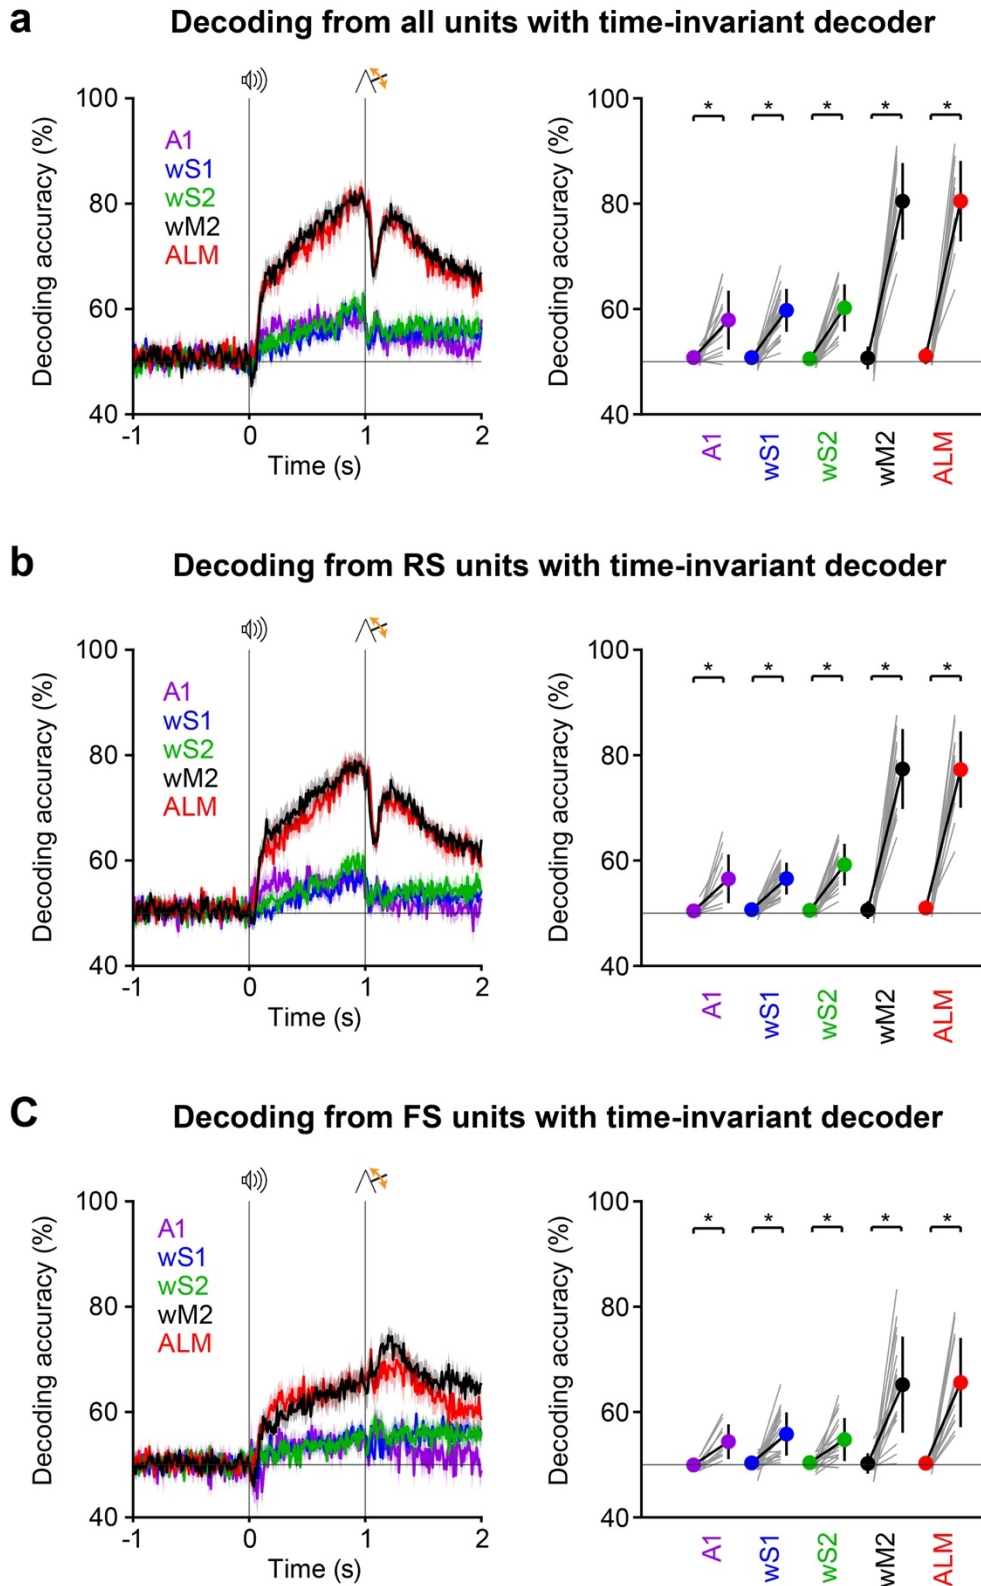 a Decoding from all units with time-invariant decoder
Decoding accuracy (%)
100
80
60
40
A1
wS1
wS2
wM2
ALM
-1 0 1 2
Time (s)
Decoding accuracy (%)
100
80
60
40
* * * * *
A1 wS1 wS2 wM2 ALM
b Decoding from RS units with time-invariant decoder
Decoding accuracy (%)
100
80
60
40
A1
wS1
wS2
wM2
ALM
-1 0 1 2
Time (s)
Decoding accuracy (%)
100
80
60
40
* * * * *
A1 wS1 wS2 wM2 ALM
C Decoding from FS units with time-invariant decoder
Decoding accuracy (%)
100
80
60
40
A1
wS1
wS2
wM2
ALM
-1 0 1 2
Time (s)
Decoding accuracy (%)
100
80
60
40
* * * * *
A1 wS1 wS2 wM2 ALM